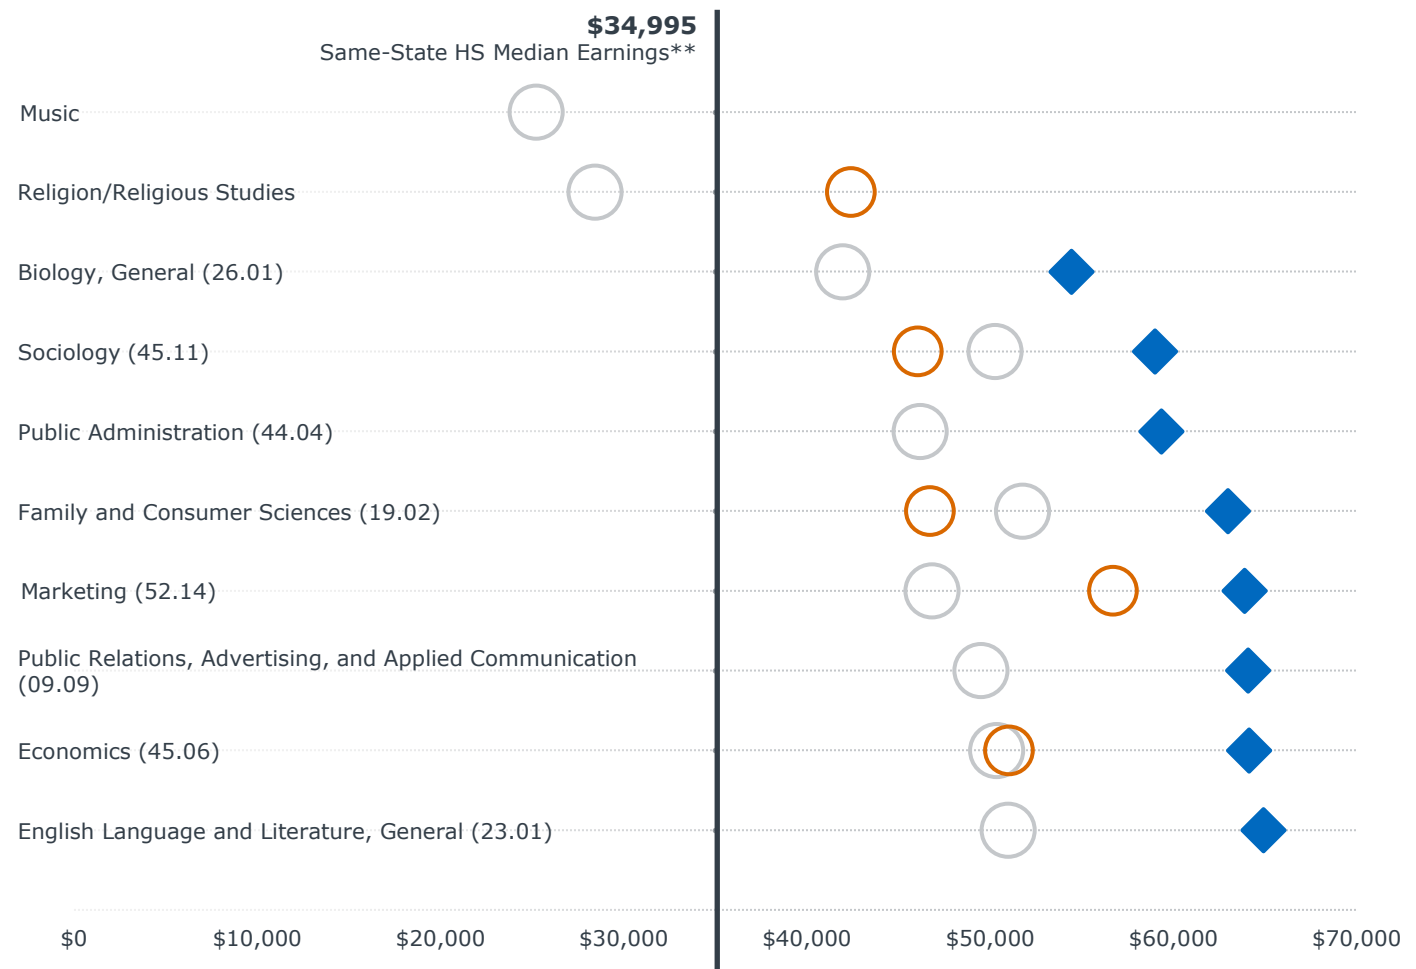 $34,995
Same-State HS Median Earnings**
Music
Religion/Religious Studies
Biology, General (26.01)
Sociology (45.11)
Public Administration (44.04)
Family and Consumer Sciences (19.02)
Marketing (52.14)
Public Relations, Advertising, and Applied Communication
(09.09)
Economics (45.06)
English Language and Literature, General (23.01)
$0 $10,000 $20,000 $30,000 $40,000 $50,000 $60,000 $70,000